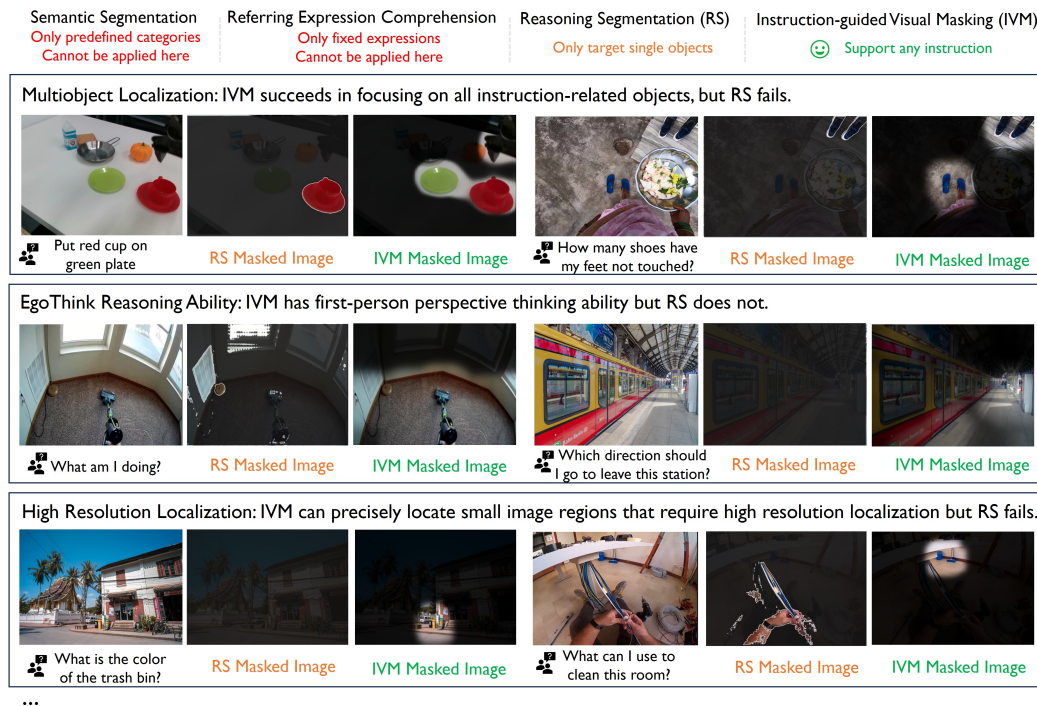 Semantic Segmentation
Only predefined categories
Cannot be applied here
Referring Expression Comprehension
Only fixed expressions
Cannot be applied here
Reasoning Segmentation (RS)
Only target single objects
Instruction-guided Visual Masking (IVM)
Support any instruction
Multiobject Localization: IVM succeeds in focusing on all instruction-related objects, but RS fails.
Put red cup on
green plate
RS Masked Image
IVM Masked Image
How many shoes have
my feet not touched?
RS Masked Image
IVM Masked Image
EgoThink Reasoning Ability: IVM has first-person perspective thinking ability but RS does not.
What am I doing?
RS Masked Image
IVM Masked Image
Which direction should
I go to leave this station?
RS Masked Image
IVM Masked Image
High Resolution Localization: IVM can precisely locate small image regions that require high resolution localization but RS fails.
What is the color
of the trash bin?
RS Masked Image
IVM Masked Image
What can I use to
clean this room?
RS Masked Image
IVM Masked Image
...